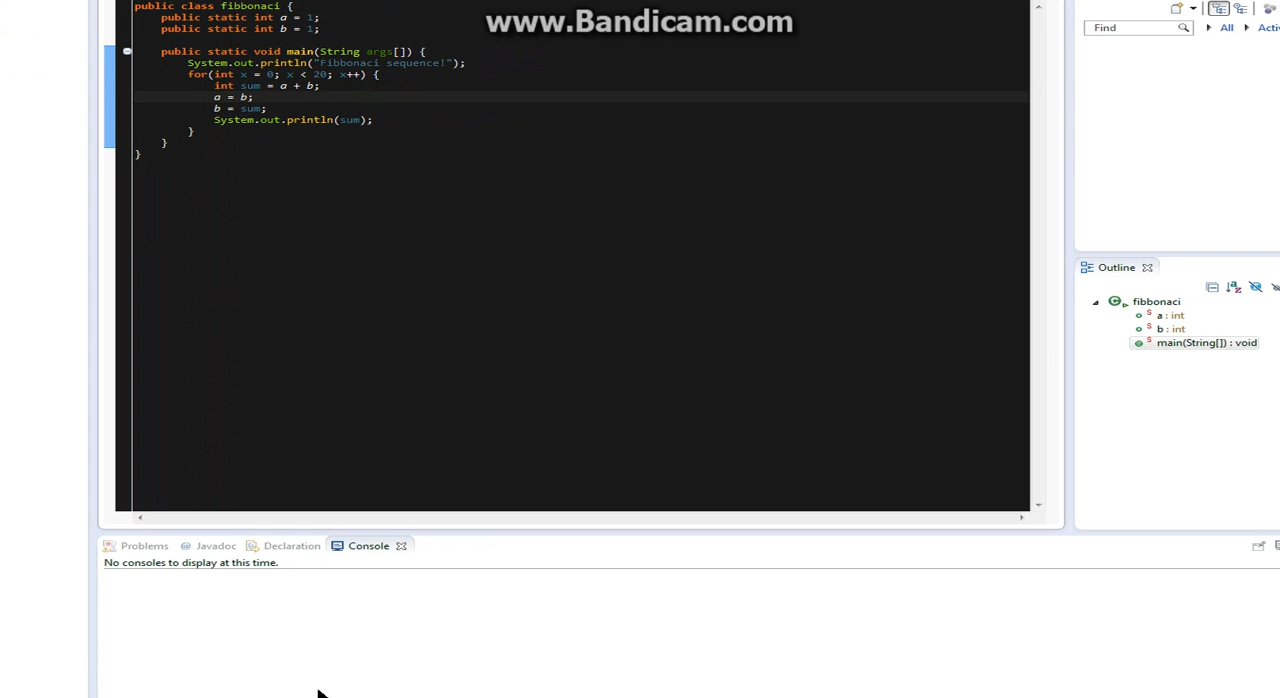 www.Bandicam.com
public class fibbonaci {
public static int a = 1;
public static int b = 1;
public static void main(String args[]) {
System.out.println("Fibbonaci sequence!");
for(int x = 0; x < 20; x++) {
int sum = a + b;
a = b;
b = sum;
System.out.println(sum);
}
}
}
Find
All
Activ
Outline
fibbonaci
a : int
b : int
main(String[]) : void
Problems
Javadoc
Declaration
Console
No consoles to display at this time.